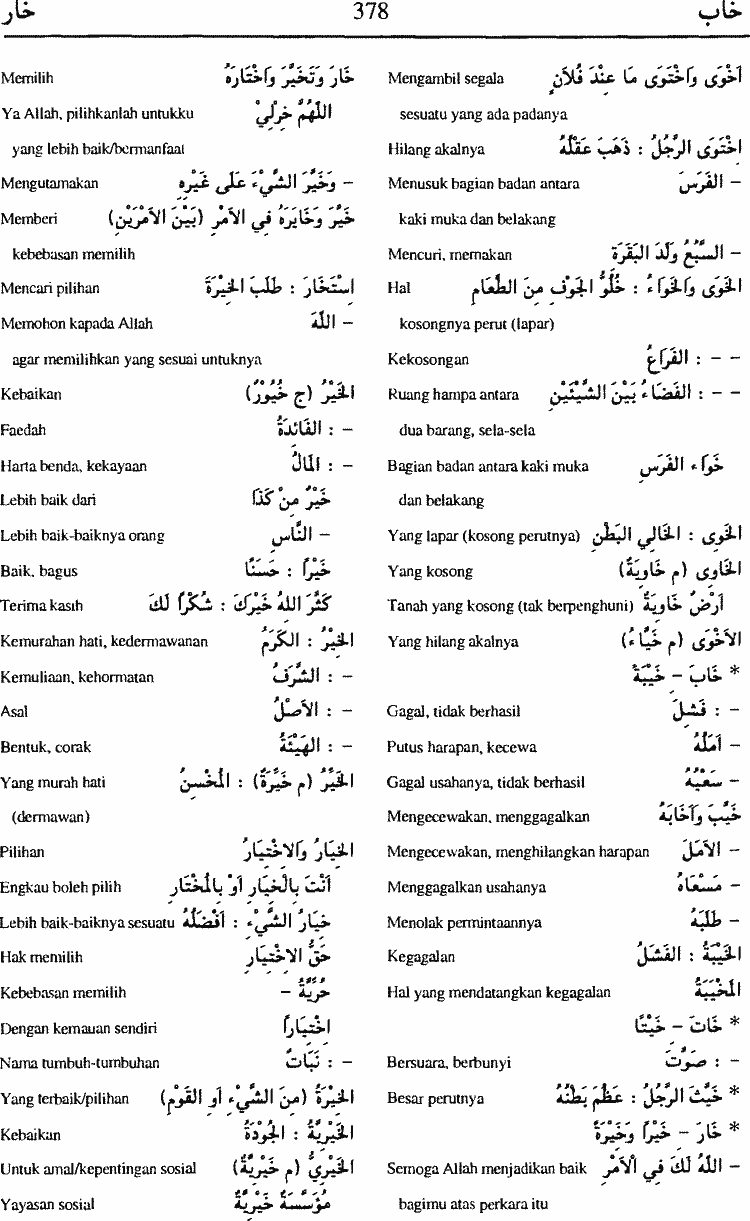 خاب 378 خار
أَخْوَى وَاخْتَوَى مَا عِنْدَ فُلَانٍ Mengambil segala
sesuatu yang ada padanya
اخْتَوَى الرَّجُلُ : ذَهَبَ عَقْلُهُ Hilang akalnya
– الفَرَسَ Menusuk bagian badan antara
kaki muka dan belakang
– السَّبُعُ وَلَدَ البَقَرَةِ Mencuri, memakan
الخَوَى وَالخَوَاءُ : خُلُوُّ الجَوْفِ مِنَ الطَّعَامِ Hal
kosongnya perut (lapar)
– – : الفَرَاغُ Kekosongan
– – : الفَضَاءُ بَيْنَ الشَّيْئَيْنِ Ruang hampa antara
dua barang, sela-sela
خَوَاءُ الفَرَسِ Bagian badan antara kaki muka
dan belakang
الخَوِى : الخَالِي البَطْنِ Yang lapar (kosong perutnya)
الخَاوِى (م خَاوِيَةٌ) Yang kosong
أَرْضٌ خَاوِيَةٌ Tanah yang kosong (tak berpenghuni)
الأَخْوَى (م خَيَّاءُ) Yang hilang akalnya
* خَابَ – خَيْبَةً
– : فَشِلَ Gagal, tidak berhasil
– أَمَلُهُ Putus harapan, kecewa
– سَعْيُهُ Gagal usahanya, tidak berhasil
خَيَّبَ وَأَخَابَهُ Mengecewakan, menggagalkan
– الأَمَلَ Mengecewakan, menghilangkan harapan
– مَسْعَاهُ Menggagalkan usahanya
– طَلَبَهُ Menolak permintaannya
الخَيْبَةُ : الفَشَلُ Kegagalan
المَخْيَبَةُ Hal yang mendatangkan kegagalan
* خَاتَ – خَيْتًا
– : صَوَّتَ Bersuara, berbunyi
* خَيِثَ الرَّجُلُ : عَظُمَ بَطْنُهُ Besar perutnya
* خَارَ – خَيْراً وَخِيَرَةً
– اللهُ لَكَ فِي الأَمْرِ Semoga Allah menjadikan baik
bagimu atas perkara itu
خَارَ وَتَخَيَّرَ وَاخْتَارَهُ Memilih
اللَّهُمَّ خِرْلِيْ Ya Allah, pilihkanlah untukku
yang lebih baik/bermanfaat
– وَخَيَّرَ الشَّيْءَ عَلَى غَيْرِهِ Mengutamakan
خَيَّرَ وَخَايَرَهُ فِي الأَمْرِ (بَيْنَ الأَمْرَيْنِ) Memberi
kebebasan memilih
اِسْتَخَارَ : طَلَبَ الخِيَرَةَ Mencari pilihan
– اللهَ Memohon kapada Allah
agar memilihkan yang sesuai untuknya
الخَيْرُ (ج خُيُورٌ) Kebaikan
– : الفَائِدَةُ Faedah
– : المَالُ Harta benda, kekayaan
خَيْرٌ مِنْ كَذَا Lebih baik dari
– النَّاسِ Lebih baik-baiknya orang
خَيْراً : حَسَنًا Baik, bagus
كَثَّرَ اللهُ خَيْرَكَ : شُكْرًا لَكَ Terima kasih
الخِيْرُ : الكَرَمُ Kemurahan hati, kedermawanan
– : الشَّرَفُ Kemuliaan, kehormatan
– : الأَصْلُ Asal
– : الهَيْئَةُ Bentuk, corak
الخَيِّرُ (م خَيِّرَةٌ) : المُحْسِنُ Yang murah hati
(dermawan)
الخِيَارُ وَالاِخْتِيَارُ Pilihan
أَنْتَ بِالْخِيَارِ أَوْ بِالْمُخْتَارِ Engkau boleh pilih
خِيَارُ الشَّيْءِ : أَفْضَلُهُ Lebih baik-baiknya sesuatu
حَقُّ الاِخْتِيَارِ Hak memilih
حُرِّيَّةُ – Kebebasan memilih
اخْتِيَاراً Dengan kemauan sendiri
– : نَبَاتٌ Nama tumbuh-tumbuhan
الخِيَرَةُ (مِنَ الشَّيْءِ أَوِ القَوْمِ) Yang terbaik/pilihan
الخَيْرِيَّةُ : الجُوْدَةُ Kebaikan
الخَيْرِيُّ (م خَيْرِيَّةٌ) Untuk amal/kepentingan sosial
مُؤَسَّسَةٌ خَيْرِيَّةٌ Yayasan sosial